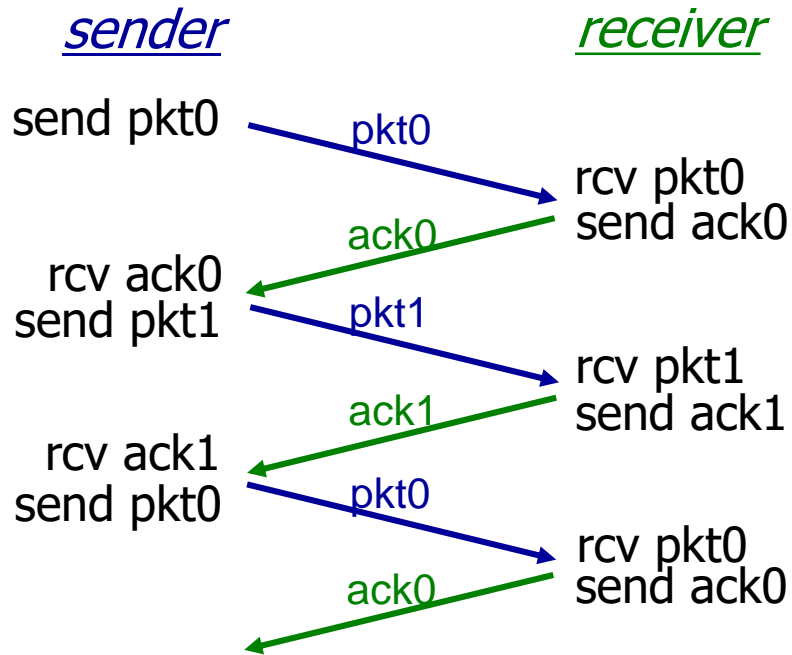 sender
receiver
send pkt0
pkt0
rcv pkt0
send ack0
ack0
rcv ack0
send pkt1
pkt1
rcv pkt1
send ack1
ack1
rcv ack1
send pkt0
pkt0
rcv pkt0
send ack0
ack0